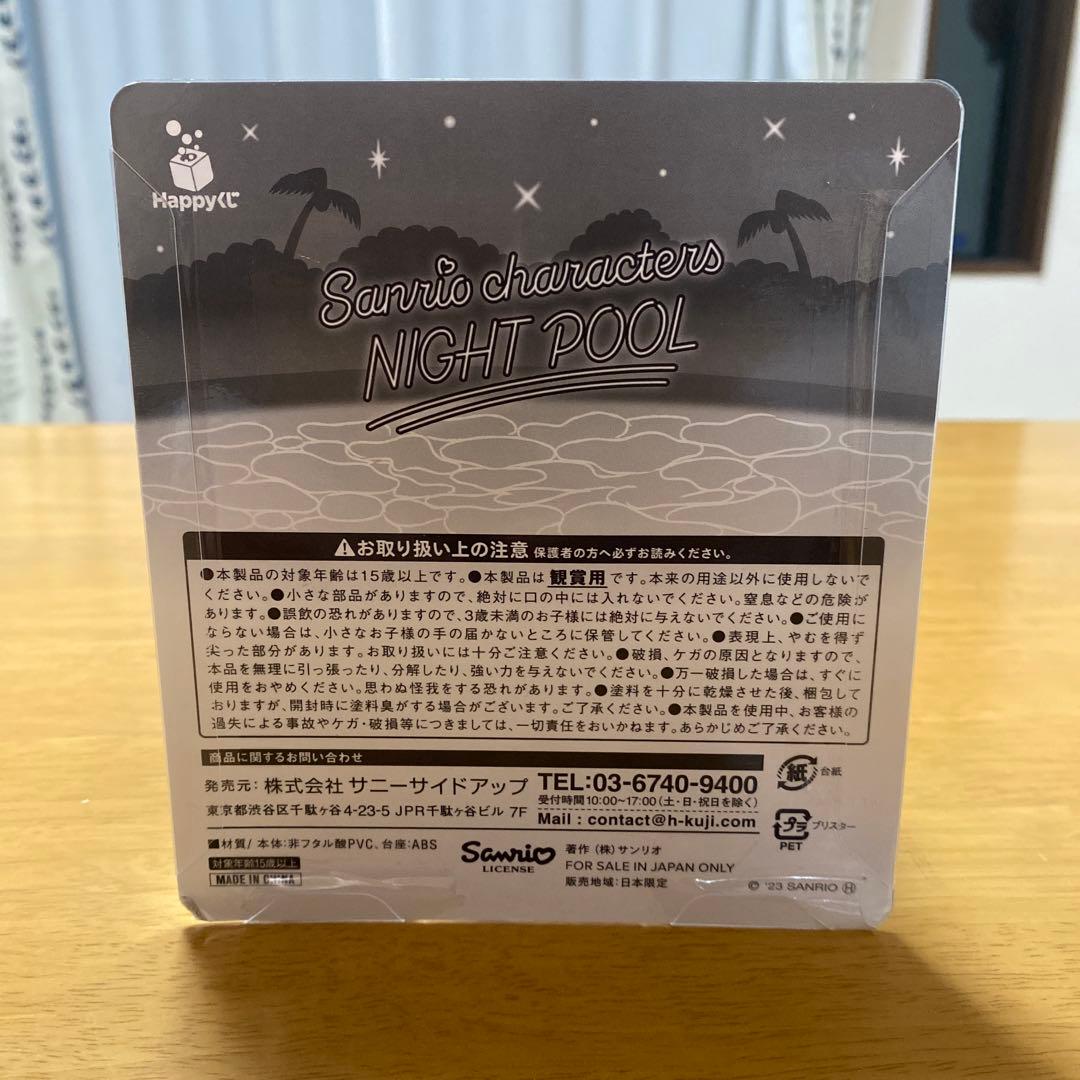 Happyくじ
Sanrio characters
NIGHT POOL
⚠お取り扱い上の注意 保護者の方へ必ずお読みください。
●本製品の対象年齢は15歳以上です。●本製品は 観賞用 です。本来の用途以外に使用しないで
ください。●小さな部品がありますので、絶対に口の中には入れないでください。窒息などの危険が
あります。●誤飲の恐れがありますので、3歳未満のお子様には絶対に与えないでください。●ご使用に
ならない場合は、小さなお子様の手の届かないところに保管してください。●表現上、やむを得ず
尖った部分があります。お取り扱いには十分ご注意ください。●破損、ケガの原因となりますので、
本品を無理に引っ張ったり、分解したり、強い力を与えないでください。●万一破損した場合は、すぐに
使用をおやめください。思わぬ怪我をする恐れがあります。●塗料を十分に乾燥させた後、梱包して
おりますが、開封時に塗料臭がする場合がございます。ご了承ください。●本製品を使用中、お客様の
過失による事故やケガ・破損等につきましては、一切責任をおいかねます。あらかじめご了承ください。
商品に関するお問い合わせ
発売元: 株式会社 サニーサイドアップ
東京都渋谷区千駄ヶ谷4-23-5 JPR千駄ヶ谷ビル 7F
TEL:03-6740-9400
受付時間10:00~17:00(土・日・祝日を除く)
Mail : contact@h-kuji.com
紙 台紙
プラ ブリスター
PET
■材質/ 本体:非フタル酸PVC、台座:ABS
対象年齢15歳以上
MADE IN CHINA
Sanrio
LICENSE
著作 (株)サンリオ
FOR SALE IN JAPAN ONLY
販売地域:日本限定
© '23 SANRIO Ⓗ